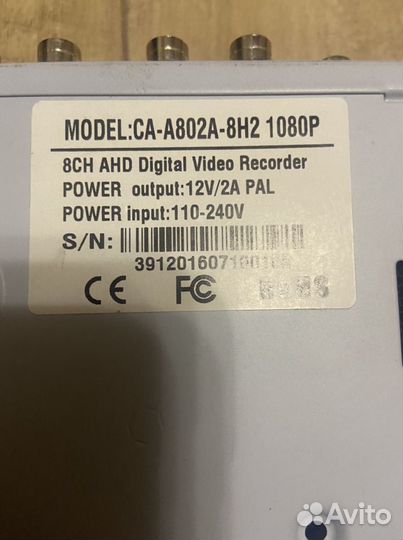 MODEL:CA-A802A-8H2 1080P
8CH AHD Digital Video Recorder
POWER output:12V/2A PAL
POWER input:110-240V
S/N:
CE FC
Avito